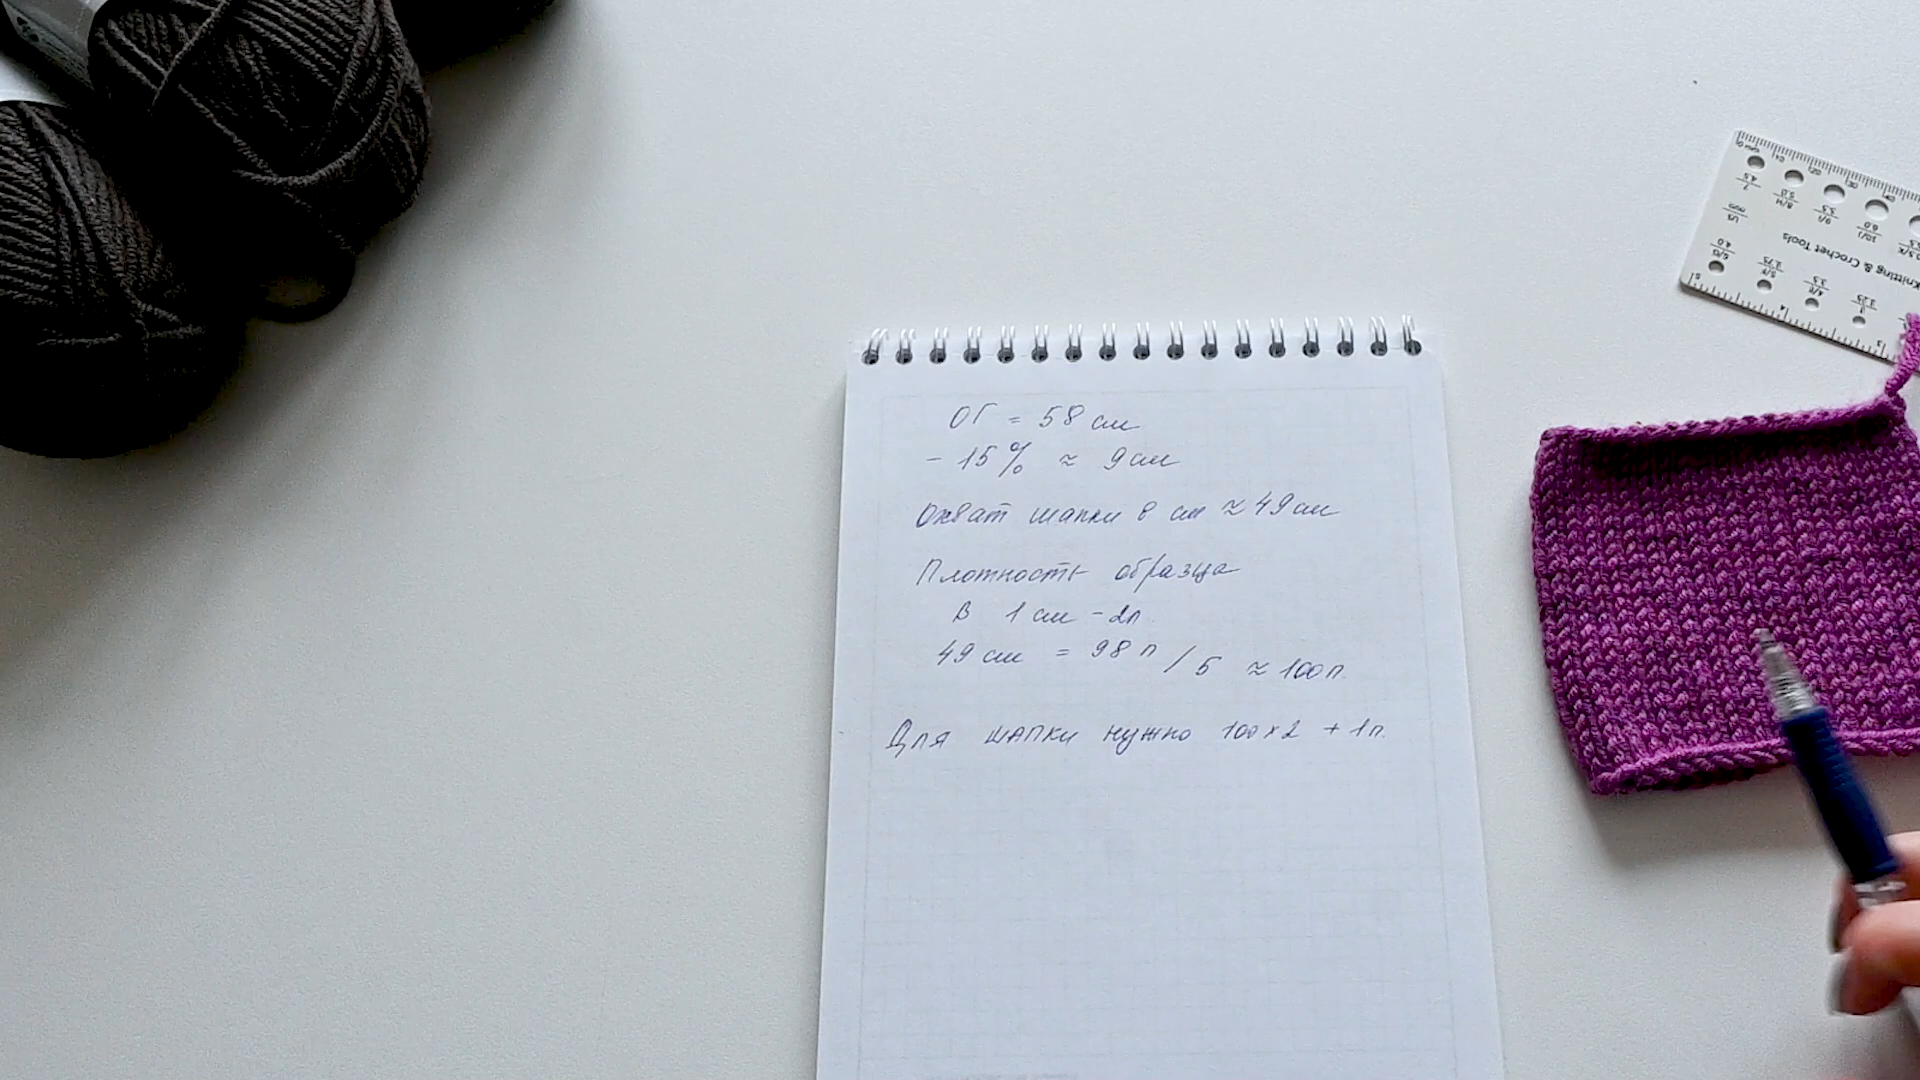 ОГ = 58 см
- 15% ≈ 9 см
Охват шапки в см ≈ 49 см
Плотность образца
В 1 см - 2п
49 см = 98 п / 5 ≈ 100 п.
Для шапки нужно 100 х 2 + 1 п.
Knitting & Crochet Tools